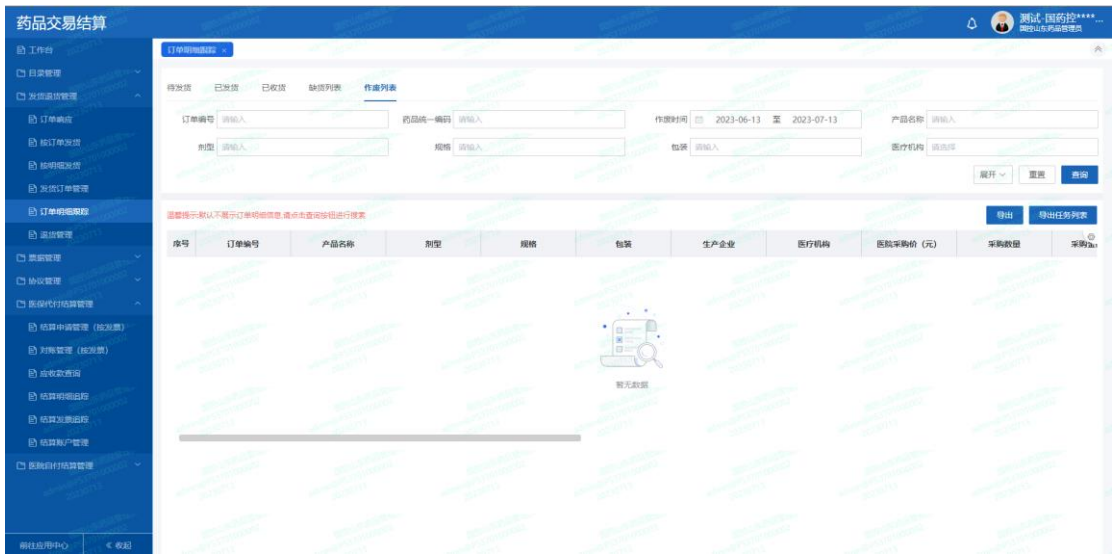 药品交易结算
测试-国药控****...
国控山东药品管理员
工作台
订单明细跟踪 ×
目录管理
发货退货管理
待发货 已发货 已收货 缺货列表 作废列表
订单响应
订单编号 请输入 药品统一编码 请输入 作废时间 2023-06-13 至 2023-07-13 产品名称 请输入
按订单发货
剂型 请输入 规格 请输入 包装 请输入 医疗机构 请选择
按明细发货
展开 重置 查询
发货订单管理
订单明细跟踪
温馨提示:默认不展示订单明细信息,请点击查询按钮进行搜索 导出 导出任务列表
退货管理
序号 订单编号 产品名称 剂型 规格 包装 生产企业 医疗机构 医院采购价（元） 采购数量
票据管理
协议管理
医保代付结算管理
结算申请管理（按发票）
对账管理（按发票）
应收款查询
暂无数据
结算明细追踪
结算发票追踪
结算账户管理
医院自付结算管理
前往应用中心 收起